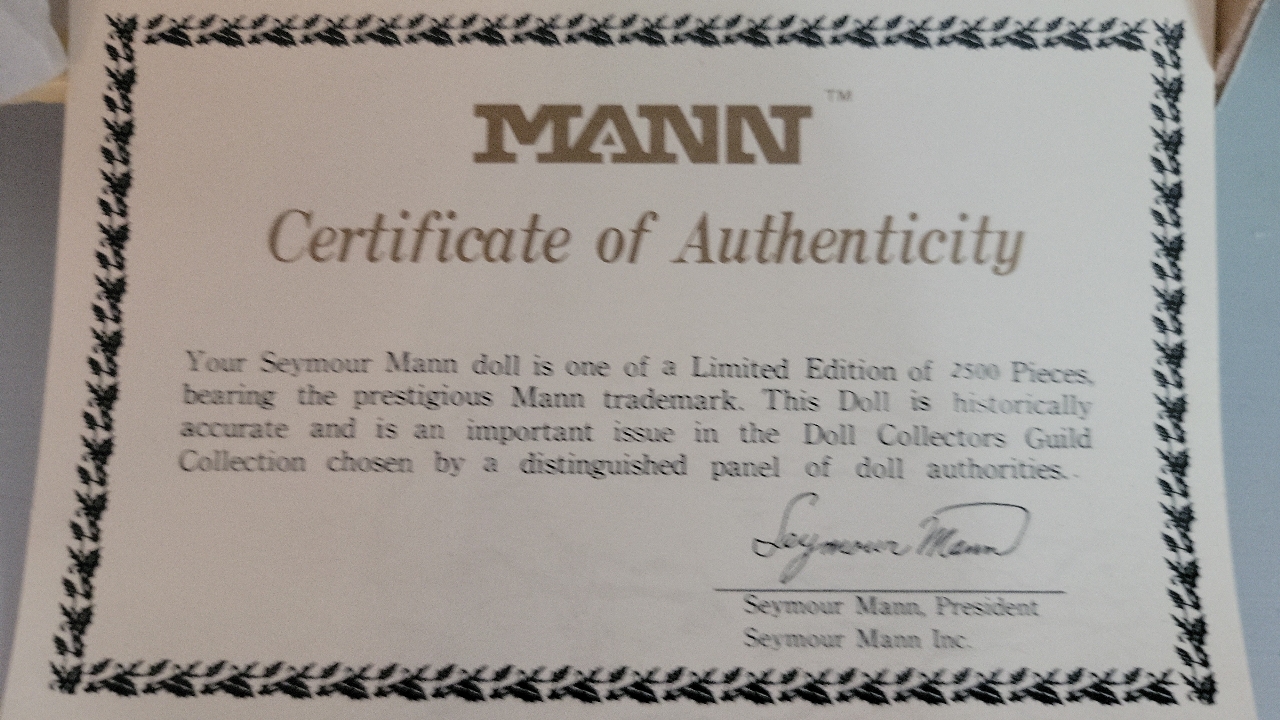 MANN™
Certificate of Authenticity
Your Seymour Mann doll is one of a Limited Edition of 2500 Pieces,
bearing the prestigious Mann trademark. This Doll is historically
accurate and is an important issue in the Doll Collectors Guild
Collection chosen by a distinguished panel of doll authorities.
Seymour Mann
Seymour Mann, President
Seymour Mann Inc.